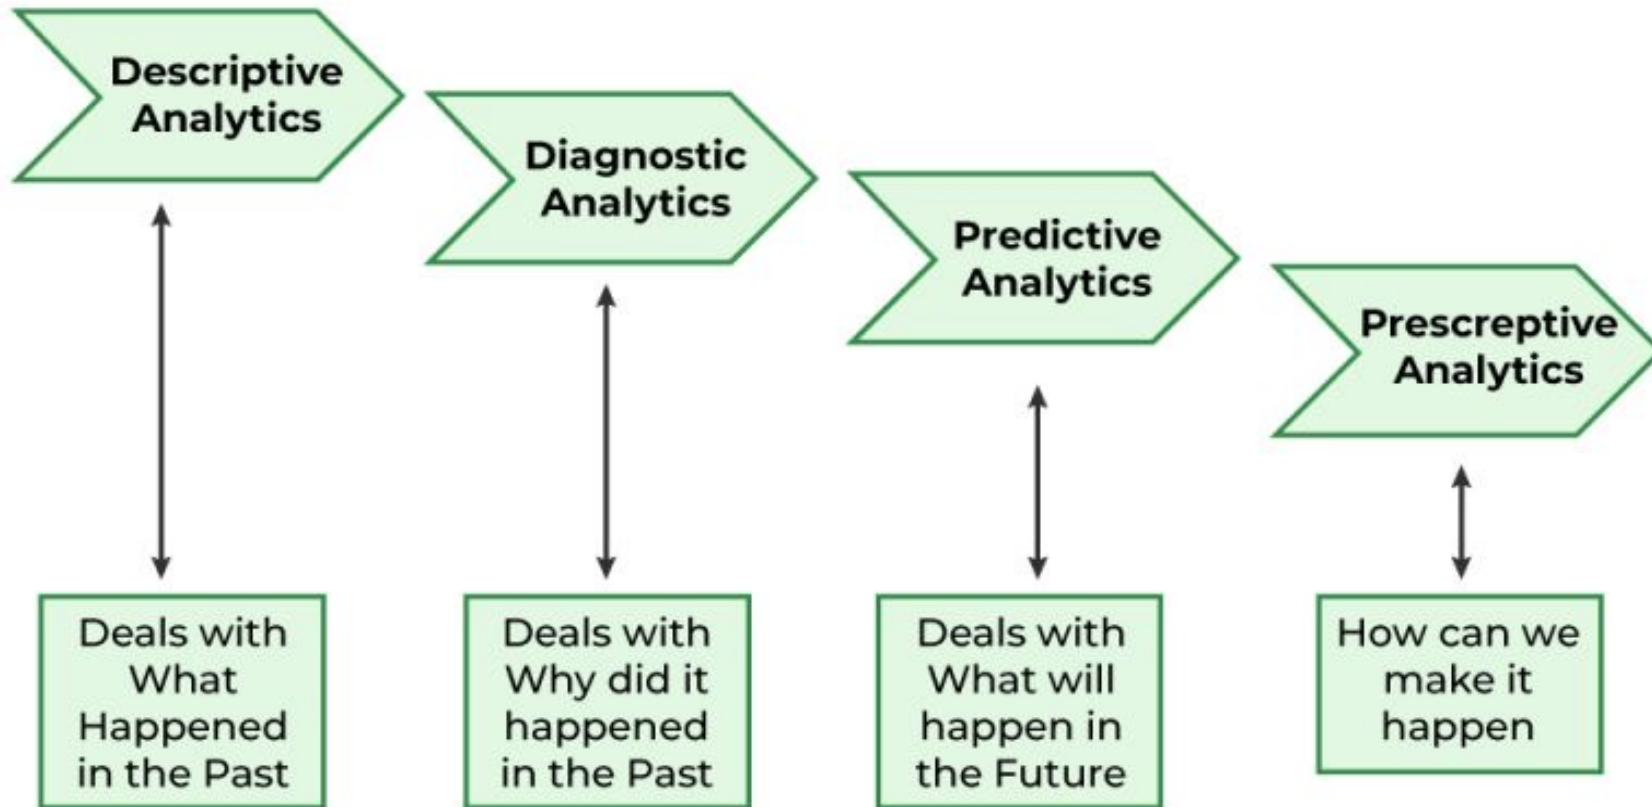 Descriptive
Analytics
Diagnostic
Analytics
Predictive
Analytics
Prescreptive
Analytics
Deals with
What
Happened
in the Past
Deals with
Why did it
happened
in the Past
Deals with
What will
happen in
the Future
How can we
make it
happen